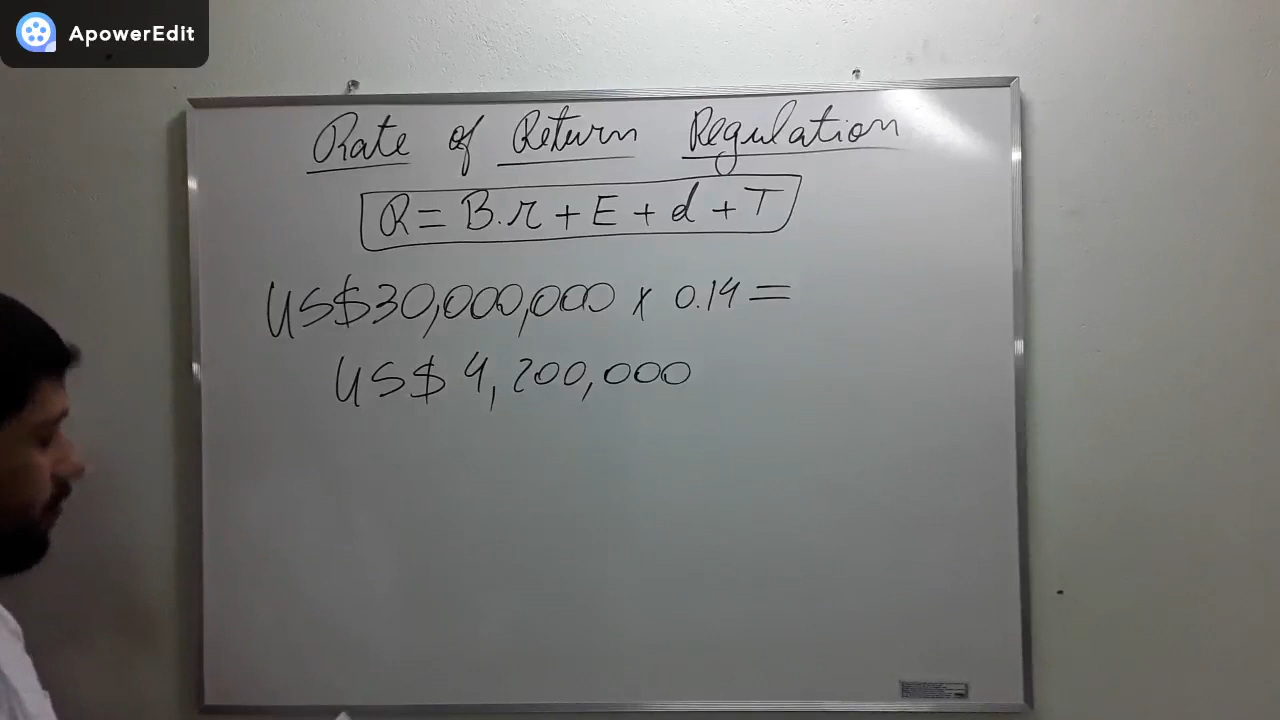 ApowerEdit
Rate of Return Regulation
R = B.r + E + d + T
US$30,000,000 x 0.14 =
US$ 4,200,000